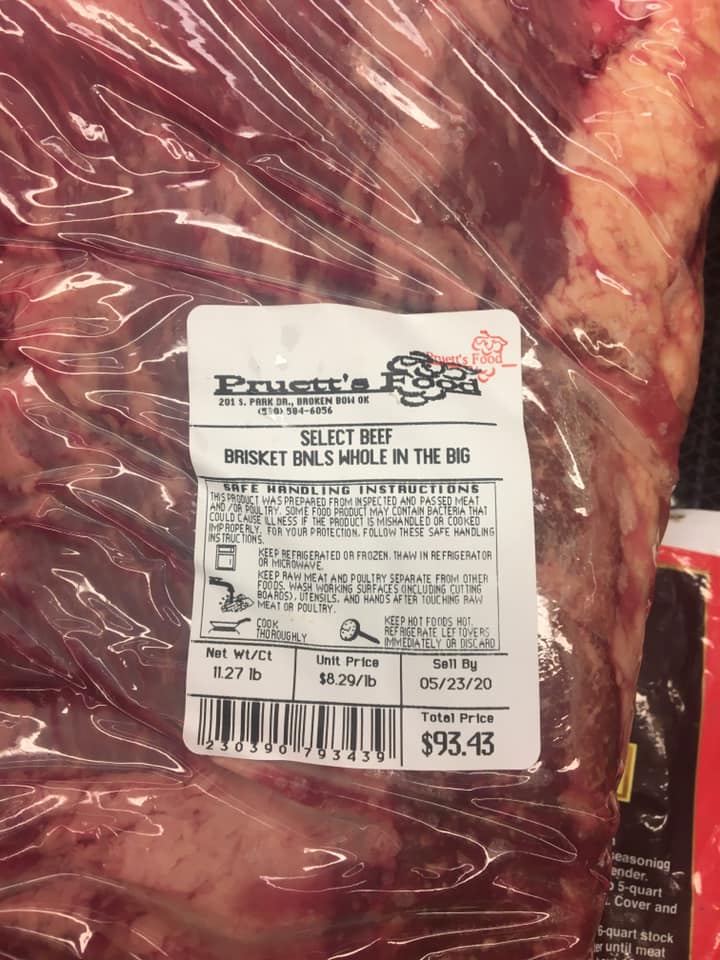 Pruett's Food
Pruett's Food
201 S. PARK DR., BROKEN BOW OK
(580) 584-6056
SELECT BEEF
BRISKET BNLS WHOLE IN THE BIG
SAFE HANDLING INSTRUCTIONS
THIS PRODUCT WAS PREPARED FROM INSPECTED AND PASSED MEAT
AND/OR POULTRY. SOME FOOD PRODUCT MAY CONTAIN BACTERIA THAT
COULD CAUSE ILLNESS IF THE PRODUCT IS MISHANDLED OR COOKED
IMPROPERLY. FOR YOUR PROTECTION, FOLLOW THESE SAFE HANDLING
INSTRUCTIONS.
KEEP REFRIGERATED OR FROZEN. THAW IN REFRIGERATOR
OR MICROWAVE.
KEEP RAW MEAT AND POULTRY SEPARATE FROM OTHER
FOODS. WASH WORKING SURFACES (INCLUDING CUTTING
BOARDS), UTENSILS, AND HANDS AFTER TOUCHING RAW
MEAT OR POULTRY.
COOK
THOROUGHLY
KEEP HOT FOODS HOT.
REFRIGERATE LEFTOVERS
IMMEDIATELY OR DISCARD
Net Wt/Ct
11.27 lb
Unit Price
$8.29/lb
Sell By
05/23/20
Total Price
$93.43
230390 793439
seasoning
ender.
5-quart
Cover and
6-quart stock
er until meat